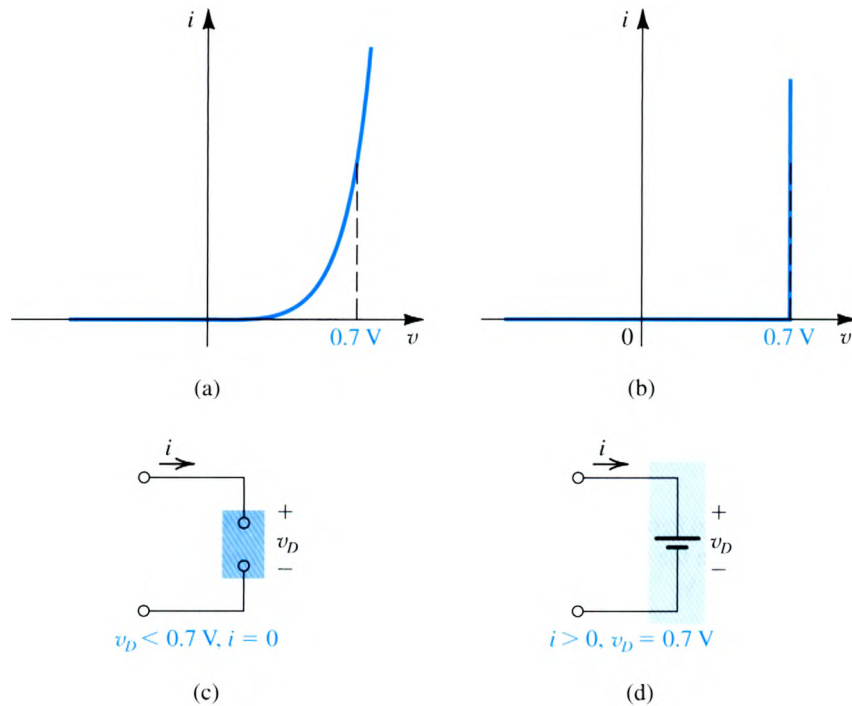 i
i
0.7 V
v
0
0.7 V
v
(a)
(b)
i
+
v_D
−
v_D < 0.7 V, i = 0
(c)
i
+
v_D
−
i > 0, v_D = 0.7 V
(d)